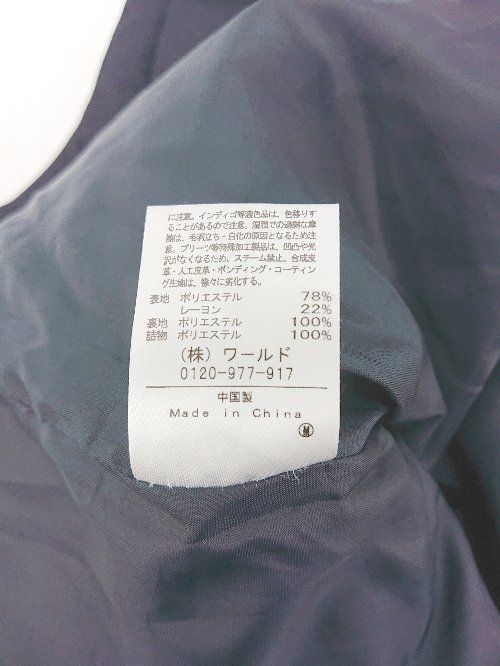 に注意。インディゴ等濃色品は、色移りす
ることがあるので注意。湿潤での過剰な摩
擦は、毛羽立ち・白化の原因となるため注
意。プリーツ等特殊加工製品は、凹凸や光
沢がなくなるため、スチーム禁止。合成皮
革・人工皮革・ボンディング・コーティン
グ生地は、徐々に劣化する。
表地 ポリエステル 78%
レーヨン 22%
裏地 ポリエステル 100%
詰物 ポリエステル 100%
(株) ワールド
0120-977-917
中国製
Made in China
M